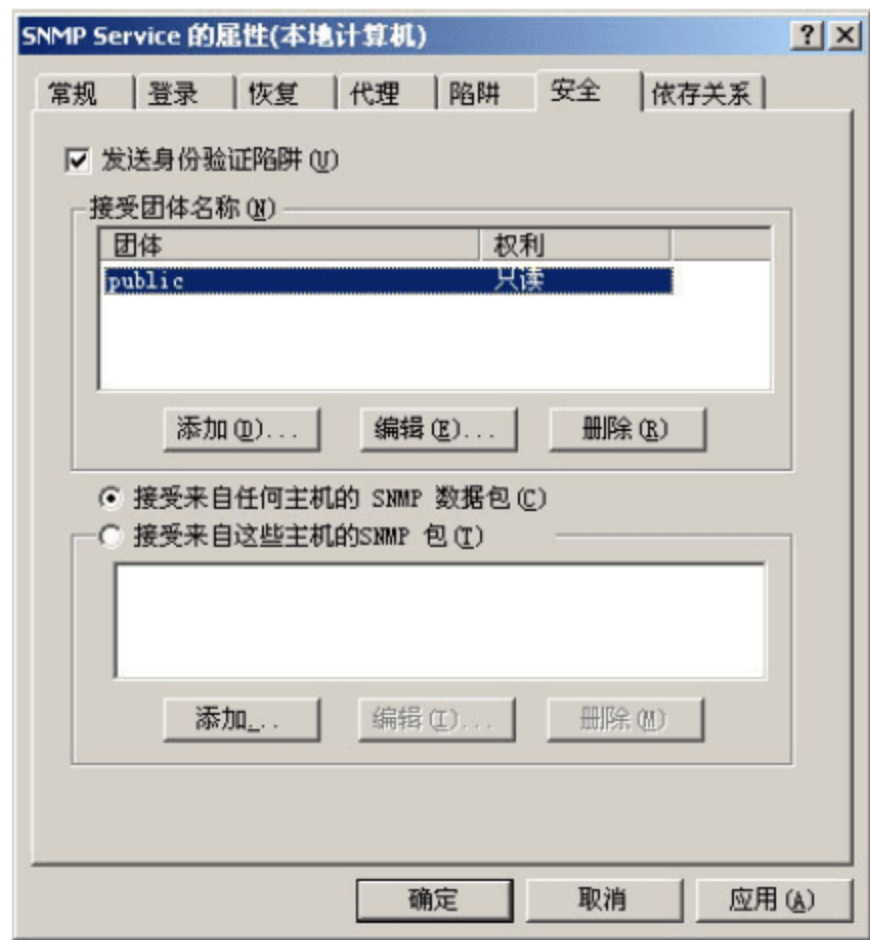 SNMP Service 的属性(本地计算机)
常规 登录 恢复 代理 陷阱 安全 依存关系
发送身份验证陷阱(U)
接受团体名称(N)
团体 权利
public 只读
添加(D)... 编辑(E)... 删除(R)
接受来自任何主机的 SNMP 数据包(C)
接受来自这些主机的SNMP 包(T)
添加... 编辑(I)... 删除(M)
确定 取消 应用(A)